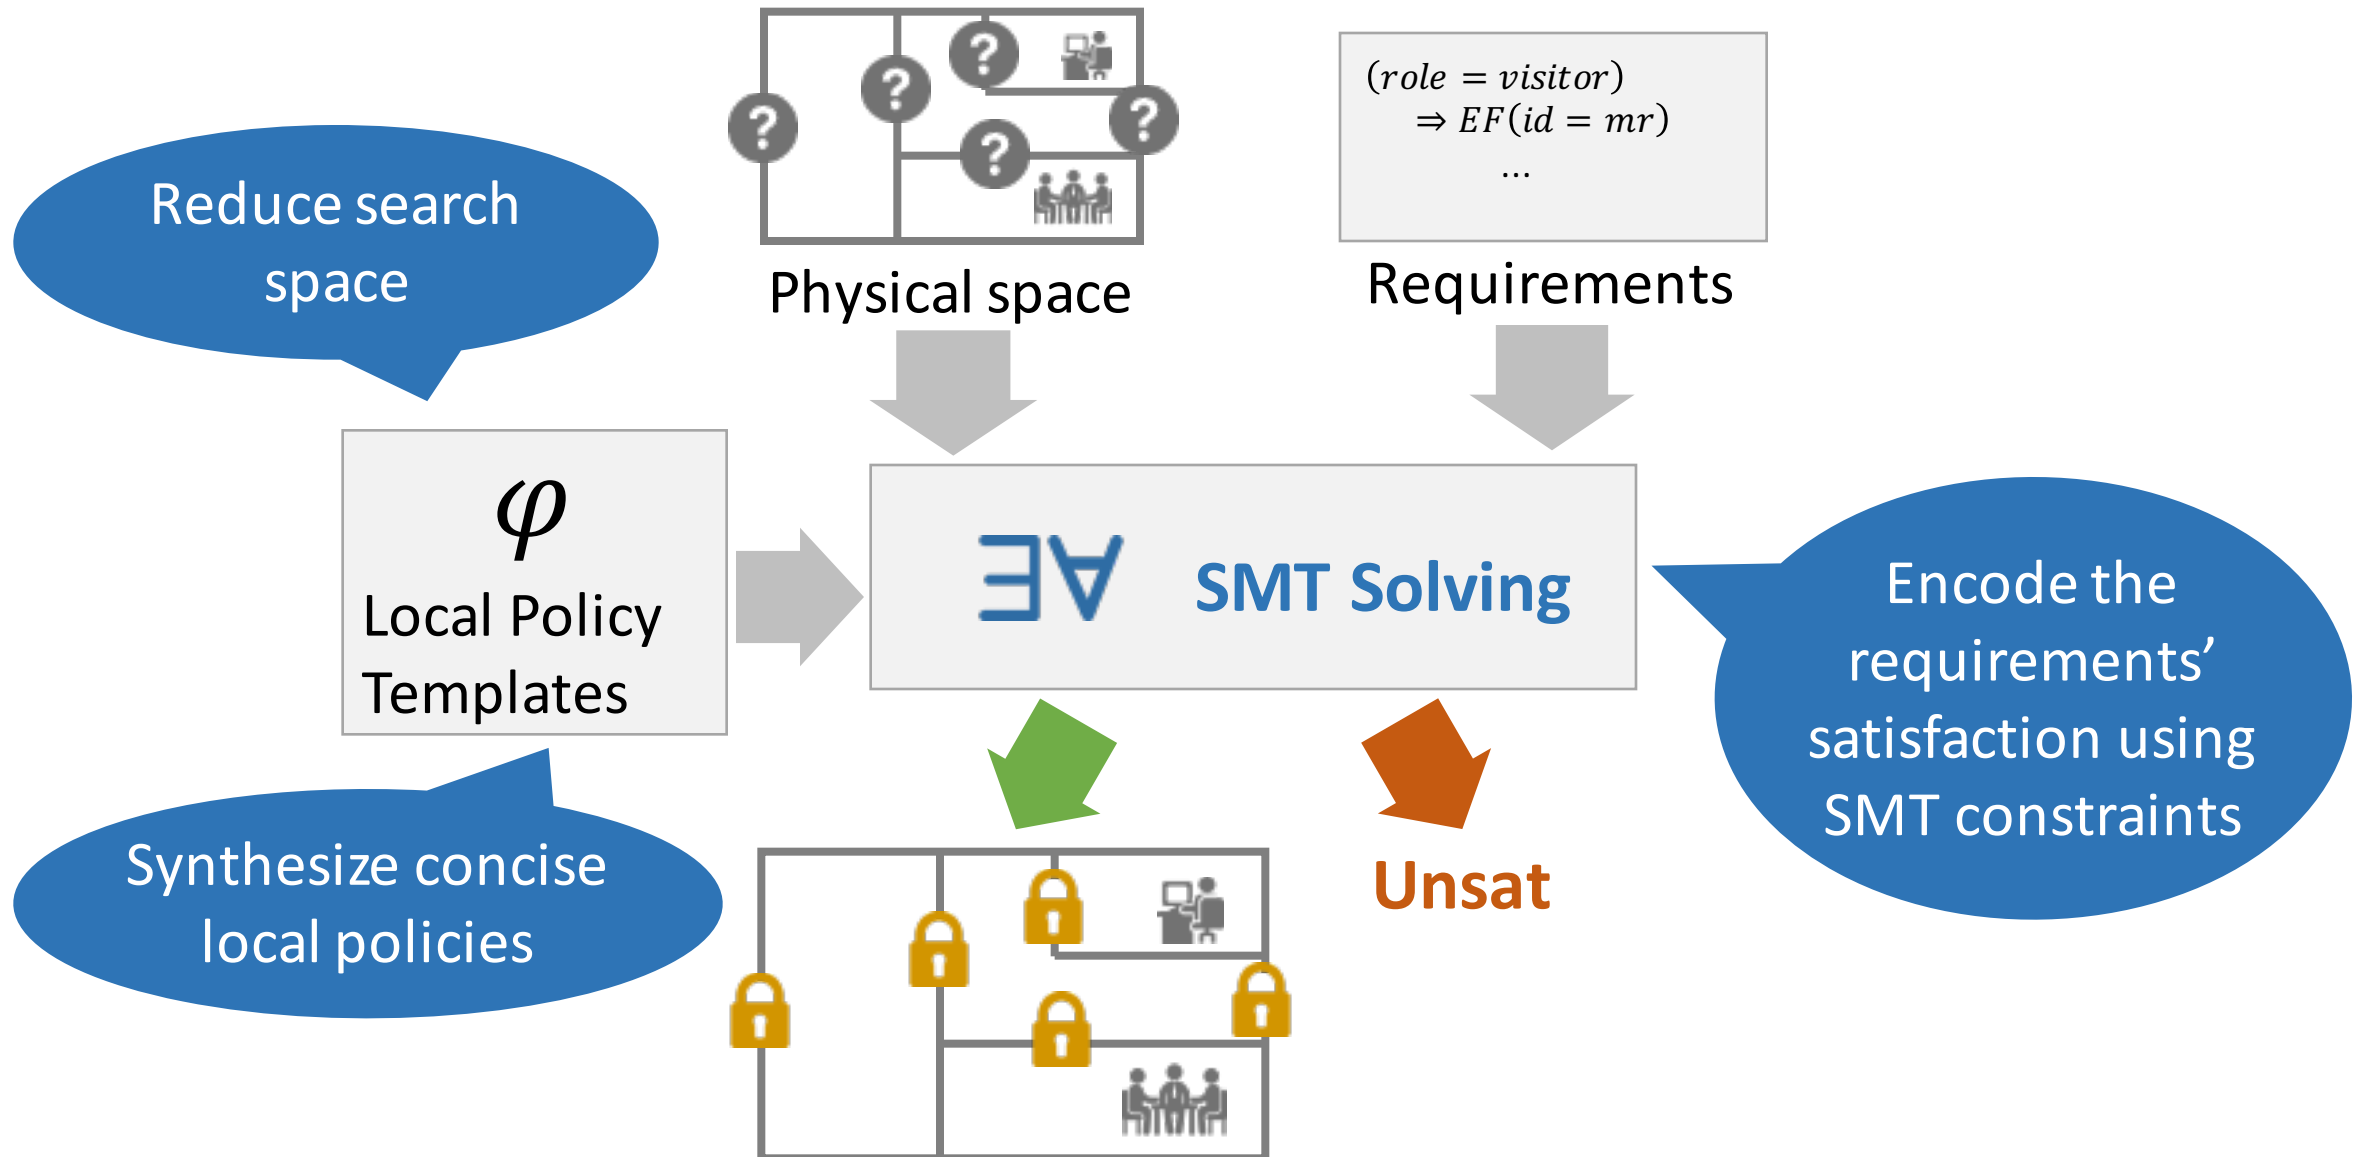 ?
?
?
?
?
(role = visitor)
⇒ EF(id = mr)
...
Physical space
Requirements
Reduce search
space
φ
Local Policy
Templates
∃∀ SMT Solving
Encode the
requirements’
satisfaction using
SMT constraints
Synthesize concise
local policies
Unsat